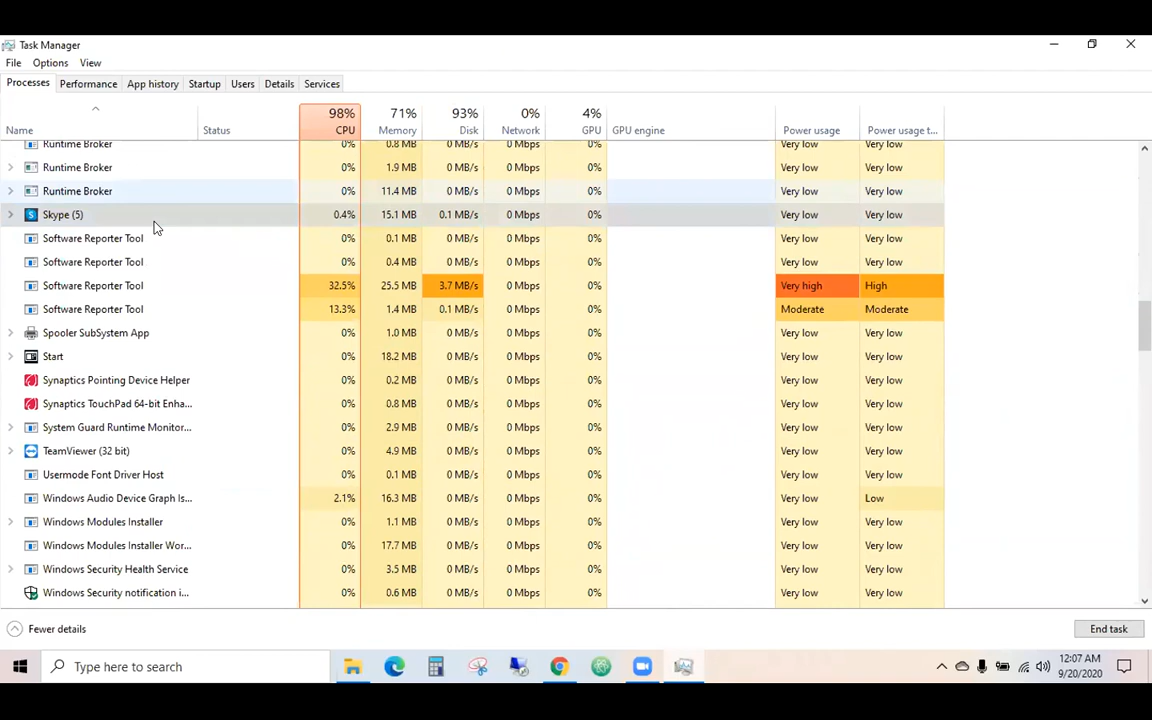 Task Manager
File Options View
Processes Performance App history Startup Users Details Services
98% 71% 93% 0% 4%
Name Status CPU Memory Disk Network GPU GPU engine Power usage Power usage t...
Runtime Broker 0% 0.8 MB 0 MB/s 0 Mbps 0% Very low Very low
Runtime Broker 0% 1.9 MB 0 MB/s 0 Mbps 0% Very low Very low
Runtime Broker 0% 11.4 MB 0 MB/s 0 Mbps 0% Very low Very low
Skype (5) 0.4% 15.1 MB 0.1 MB/s 0 Mbps 0% Very low Very low
Software Reporter Tool 0% 0.1 MB 0 MB/s 0 Mbps 0% Very low Very low
Software Reporter Tool 0% 0.4 MB 0 MB/s 0 Mbps 0% Very low Very low
Software Reporter Tool 32.5% 25.5 MB 3.7 MB/s 0 Mbps 0% Very high High
Software Reporter Tool 13.3% 1.4 MB 0.1 MB/s 0 Mbps 0% Moderate Moderate
Spooler SubSystem App 0% 1.0 MB 0 MB/s 0 Mbps 0% Very low Very low
Start 0% 18.2 MB 0 MB/s 0 Mbps 0% Very low Very low
Synaptics Pointing Device Helper 0% 0.2 MB 0 MB/s 0 Mbps 0% Very low Very low
Synaptics TouchPad 64-bit Enha... 0% 0.8 MB 0 MB/s 0 Mbps 0% Very low Very low
System Guard Runtime Monitor... 0% 2.9 MB 0 MB/s 0 Mbps 0% Very low Very low
TeamViewer (32 bit) 0% 4.9 MB 0 MB/s 0 Mbps 0% Very low Very low
Usermode Font Driver Host 0% 0.1 MB 0 MB/s 0 Mbps 0% Very low Very low
Windows Audio Device Graph Is... 2.1% 16.3 MB 0 MB/s 0 Mbps 0% Very low Low
Windows Modules Installer 0% 1.1 MB 0 MB/s 0 Mbps 0% Very low Very low
Windows Modules Installer Wor... 0% 17.7 MB 0 MB/s 0 Mbps 0% Very low Very low
Windows Security Health Service 0% 3.5 MB 0 MB/s 0 Mbps 0% Very low Very low
Windows Security notification i... 0% 0.6 MB 0 MB/s 0 Mbps 0% Very low Very low
Fewer details End task
Type here to search 12:07 AM
9/20/2020